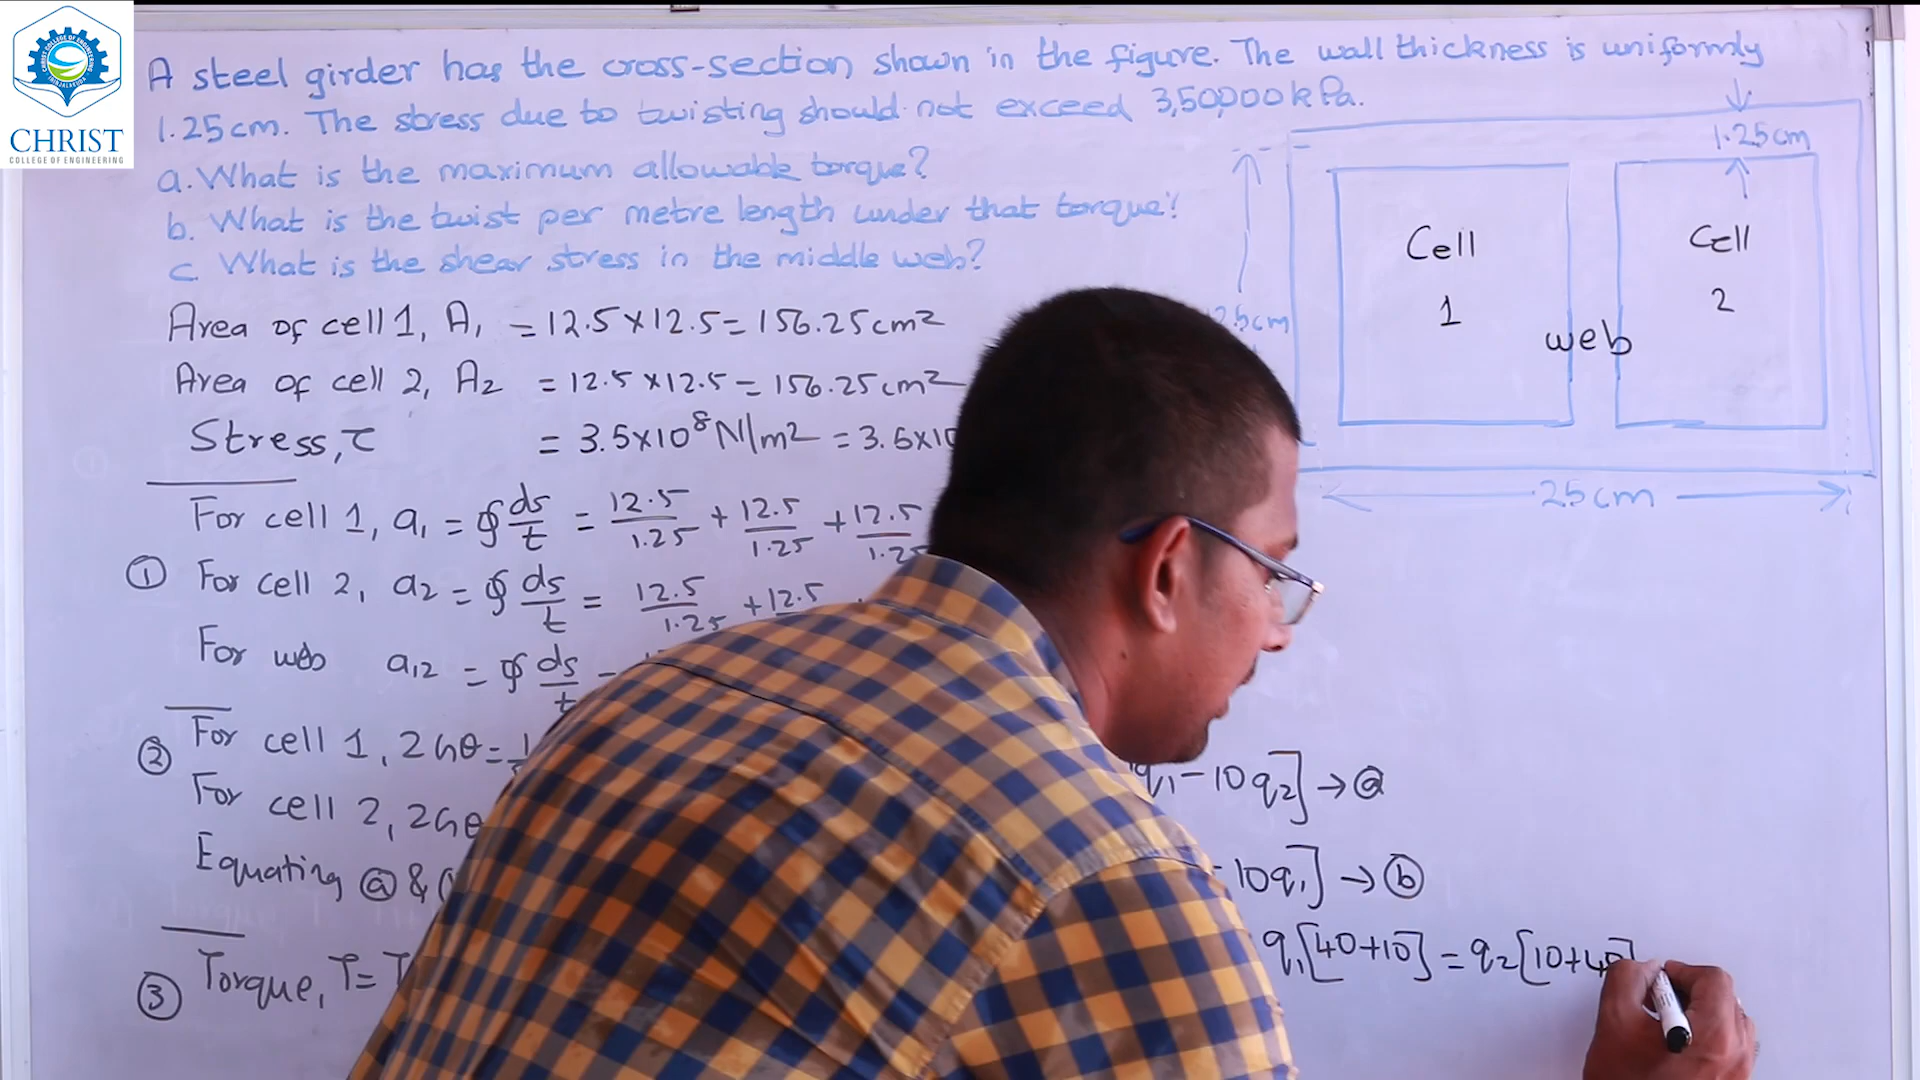 CHRIST
COLLEGE OF ENGINEERING
A steel girder has the cross-section shown in the figure. The wall thickness is uniformly
1.25cm. The stress due to twisting should not exceed 3,50,000 kPa.
a. What is the maximum allowable torque?
b. What is the twist per metre length under that torque?
c. What is the shear stress in the middle web?
1.25cm
Cell
1
Cell
2
web
25cm
Area of cell 1, A₁ = 12.5 × 12.5 = 156.25 cm²
Area of cell 2, A₂ = 12.5 × 12.5 = 156.25 cm²
Stress, τ = 3.5×10⁸ N/m² =
For cell 1, a₁ = ∮ ds/t = 12.5/1.25 + 12.5/1.25 + 12.5/1.25
① For cell 2, a₂ = ∮ ds/t = 12.5/1.25 + 12.5
For web a₁₂ = ∮ ds/t =
② For cell 1, 2Gθ = q₁ - 10q₂] → ⓐ
For cell 2, 2Gθ - 10q₁] → ⓑ
Equating ⓐ & q₁[40+10] = q₂[10+40]
③ Torque, T =